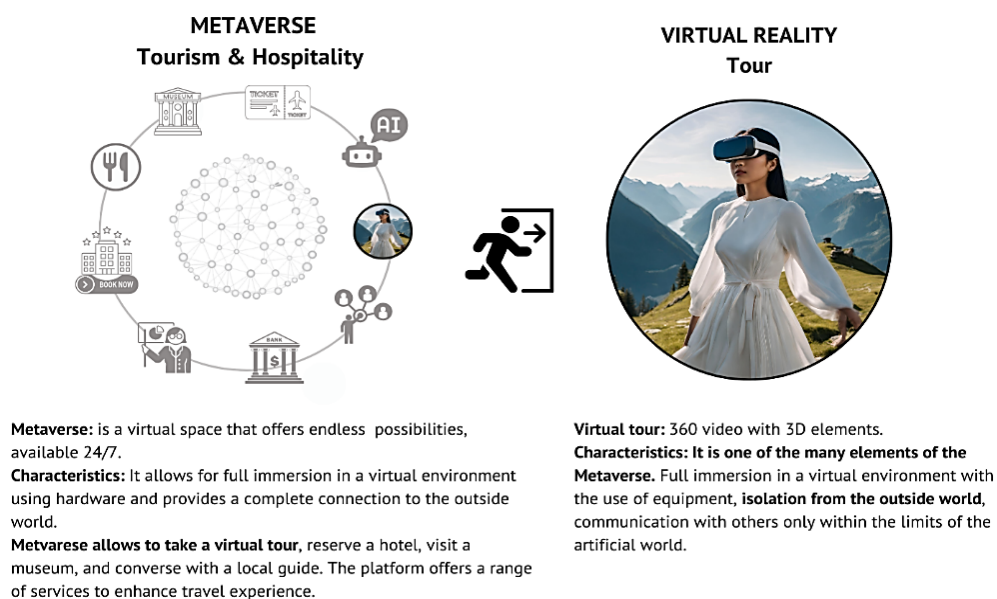 METAVERSE
Tourism & Hospitality
VIRTUAL REALITY
Tour
MUSEUM
TICKET
TICKET
AI
BOOK NOW
BANK
$
Metaverse: is a virtual space that offers endless possibilities,
available 24/7.
Characteristics: It allows for full immersion in a virtual environment
using hardware and provides a complete connection to the outside
world.
Metvarese allows to take a virtual tour, reserve a hotel, visit a
museum, and converse with a local guide. The platform offers a range
of services to enhance travel experience.
Virtual tour: 360 video with 3D elements.
Characteristics: It is one of the many elements of the
Metaverse. Full immersion in a virtual environment with
the use of equipment, isolation from the outside world,
communication with others only within the limits of the
artificial world.